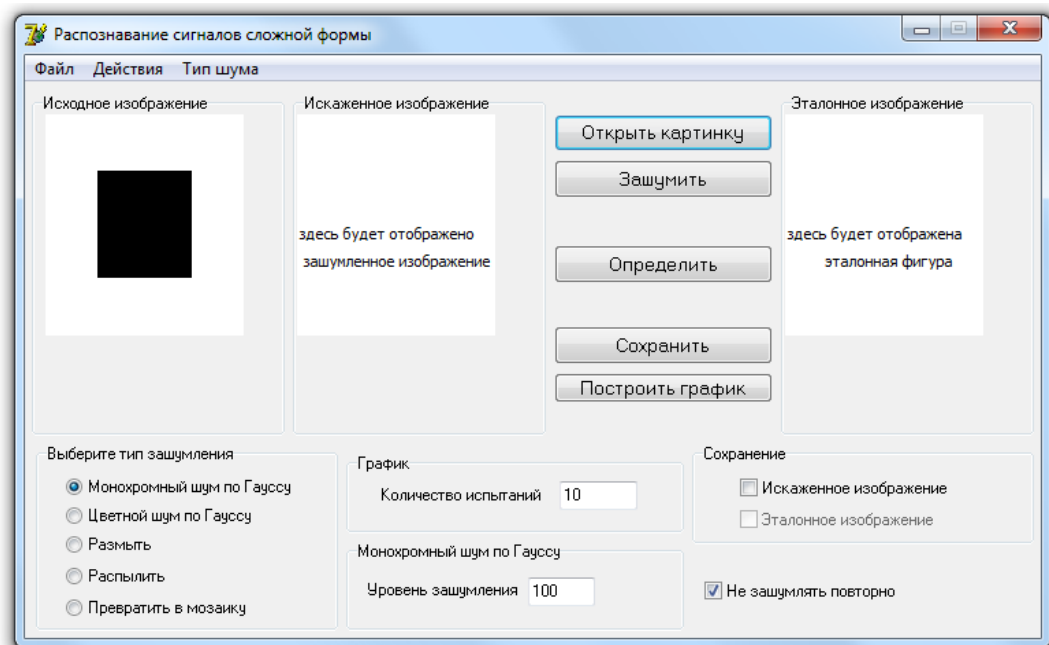 Распознавание сигналов сложной формы
Файл Действия Тип шума
Исходное изображение
Искаженное изображение
здесь будет отображено
зашумленное изображение
Открыть картинку
Зашумить
Определить
Сохранить
Построить график
Эталонное изображение
здесь будет отображена
эталонная фигура
Выберите тип зашумления
Монохромный шум по Гауссу
Цветной шум по Гауссу
Размыть
Распылить
Превратить в мозаику
График
Количество испытаний 10
Монохромный шум по Гауссу
Уровень зашумления 100
Сохранение
Искаженное изображение
Эталонное изображение
Не зашумлять повторно